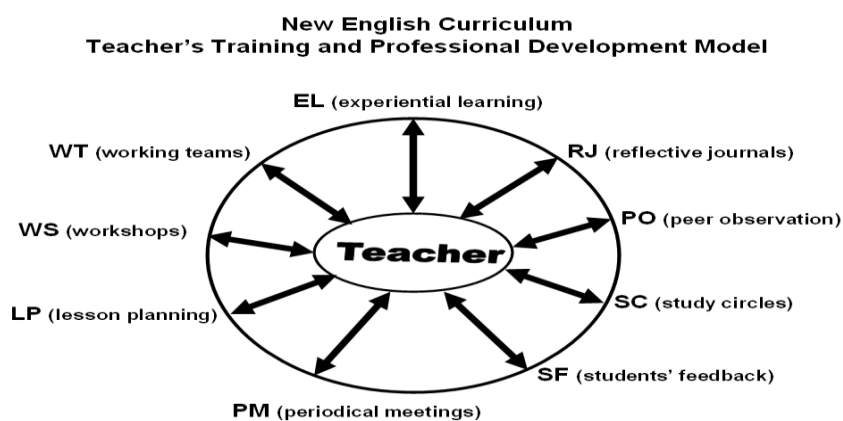 New English Curriculum
Teacher's Training and Professional Development Model
EL (experiential learning)
WT (working teams)
RJ (reflective journals)
WS (workshops)
PO (peer observation)
Teacher
LP (lesson planning)
SC (study circles)
SF (students' feedback)
PM (periodical meetings)